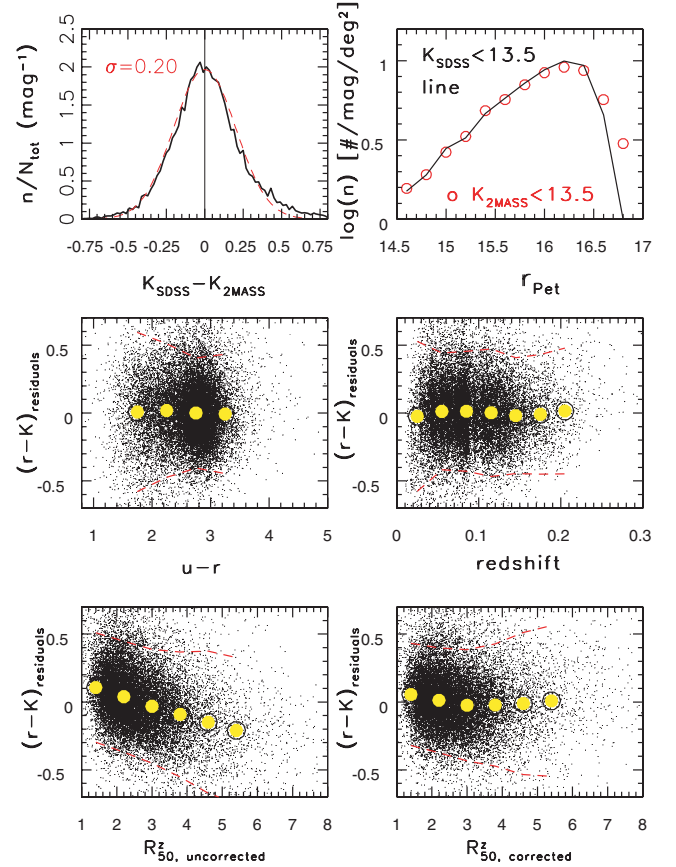 2.5
2
1.5
1
0.5
0
n/N_tot (mag⁻¹)
σ=0.20
-0.75 -0.5 -0.25 0 0.25 0.5 0.75
K_SDSS−K_2MASS
1
0.5
0
log(n) [#/mag/deg²]
K_SDSS<13.5
line
K_2MASS<13.5
15 15.5 16 16.5 17
r_Pet
0.5
0
-0.5
(r−K)_residuals
1 2 3 4 5
u−r
0.5
0
-0.5
(r−K)_residuals
0 0.1 0.2 0.3
redshift
0.5
0
-0.5
(r−K)_residuals
1 2 3 4 5 6 7 8
R^z_50, uncorrected
0.5
0
-0.5
(r−K)_residuals
1 2 3 4 5 6 7 8
R^z_50, corrected